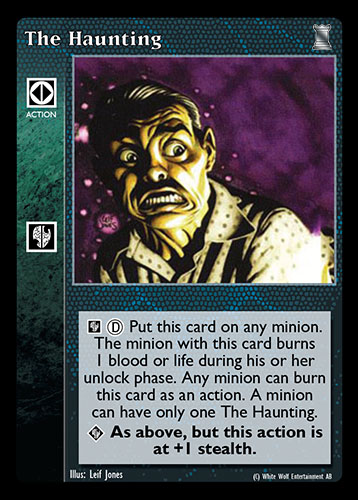 The Haunting
ACTION
D Put this card on any minion.
The minion with this card burns
1 blood or life during his or her
unlock phase. Any minion can burn
this card as an action. A minion
can have only one The Haunting.
As above, but this action is
at +1 stealth.
Illus: Leif Jones
(C) White Wolf Entertainment AB